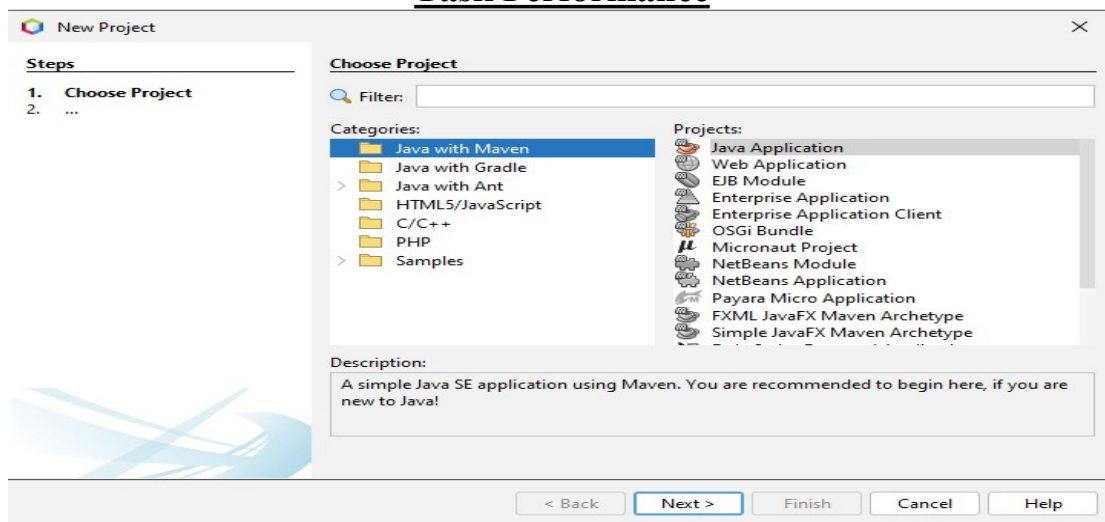 New Project
Steps
1. Choose Project
2. ...
Choose Project
Filter:
Categories:
Java with Maven
Java with Gradle
Java with Ant
HTML5/JavaScript
C/C++
PHP
Samples
Projects:
Java Application
Web Application
EJB Module
Enterprise Application
Enterprise Application Client
OSGi Bundle
Micronaut Project
NetBeans Module
NetBeans Application
Payara Micro Application
FXML JavaFX Maven Archetype
Simple JavaFX Maven Archetype
Description:
A simple Java SE application using Maven. You are recommended to begin here, if you are
new to Java!
< Back
Next >
Finish
Cancel
Help